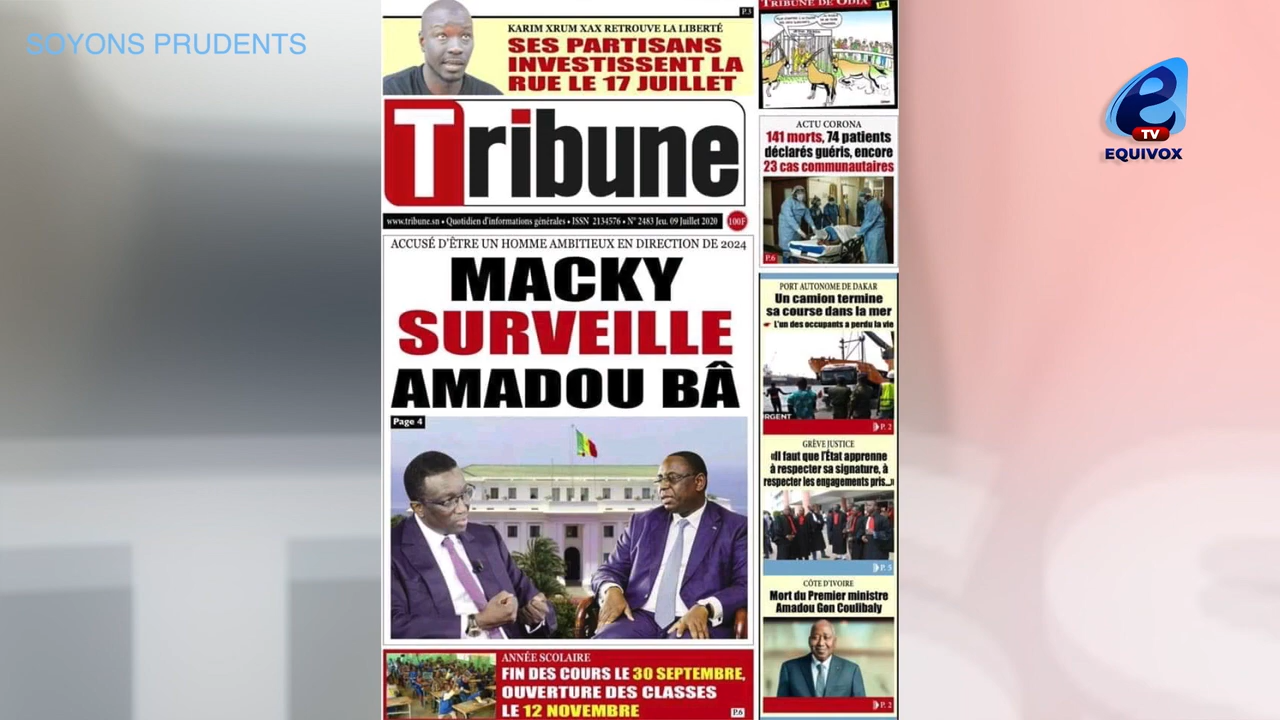 SOYONS PRUDENTS
P.3
KARIM XRUM XAX RETROUVE LA LIBERTÉ
SES PARTISANS
INVESTISSENT LA
RUE LE 17 JUILLET
Tribune
www.tribune.sn • Quotidien d'informations générales • ISSN 2134576 • N° 2483 Jeu. 09 Juillet 2020
100F
ACCUSÉ D'ÊTRE UN HOMME AMBITIEUX EN DIRECTION DE 2024
MACKY
SURVEILLE
AMADOU BÂ
Page 4
ANNÉE SCOLAIRE
FIN DES COURS LE 30 SEPTEMBRE,
OUVERTURE DES CLASSES
LE 12 NOVEMBRE
P.6
TRIBUNE DE ODIA
ACTU CORONA
141 morts, 74 patients
déclarés guéris, encore
23 cas communautaires
P.6
PORT AUTONOME DE DAKAR
Un camion termine
sa course dans la mer
L'un des occupants a perdu la vie
URGENT
P. 2
GRÈVE JUSTICE
«Il faut que l'État apprenne
à respecter sa signature, à
respecter les engagements pris...»
P. 5
CÔTE D'IVOIRE
Mort du Premier ministre
Amadou Gon Coulibaly
P. 2
e
TV
EQUIVOX